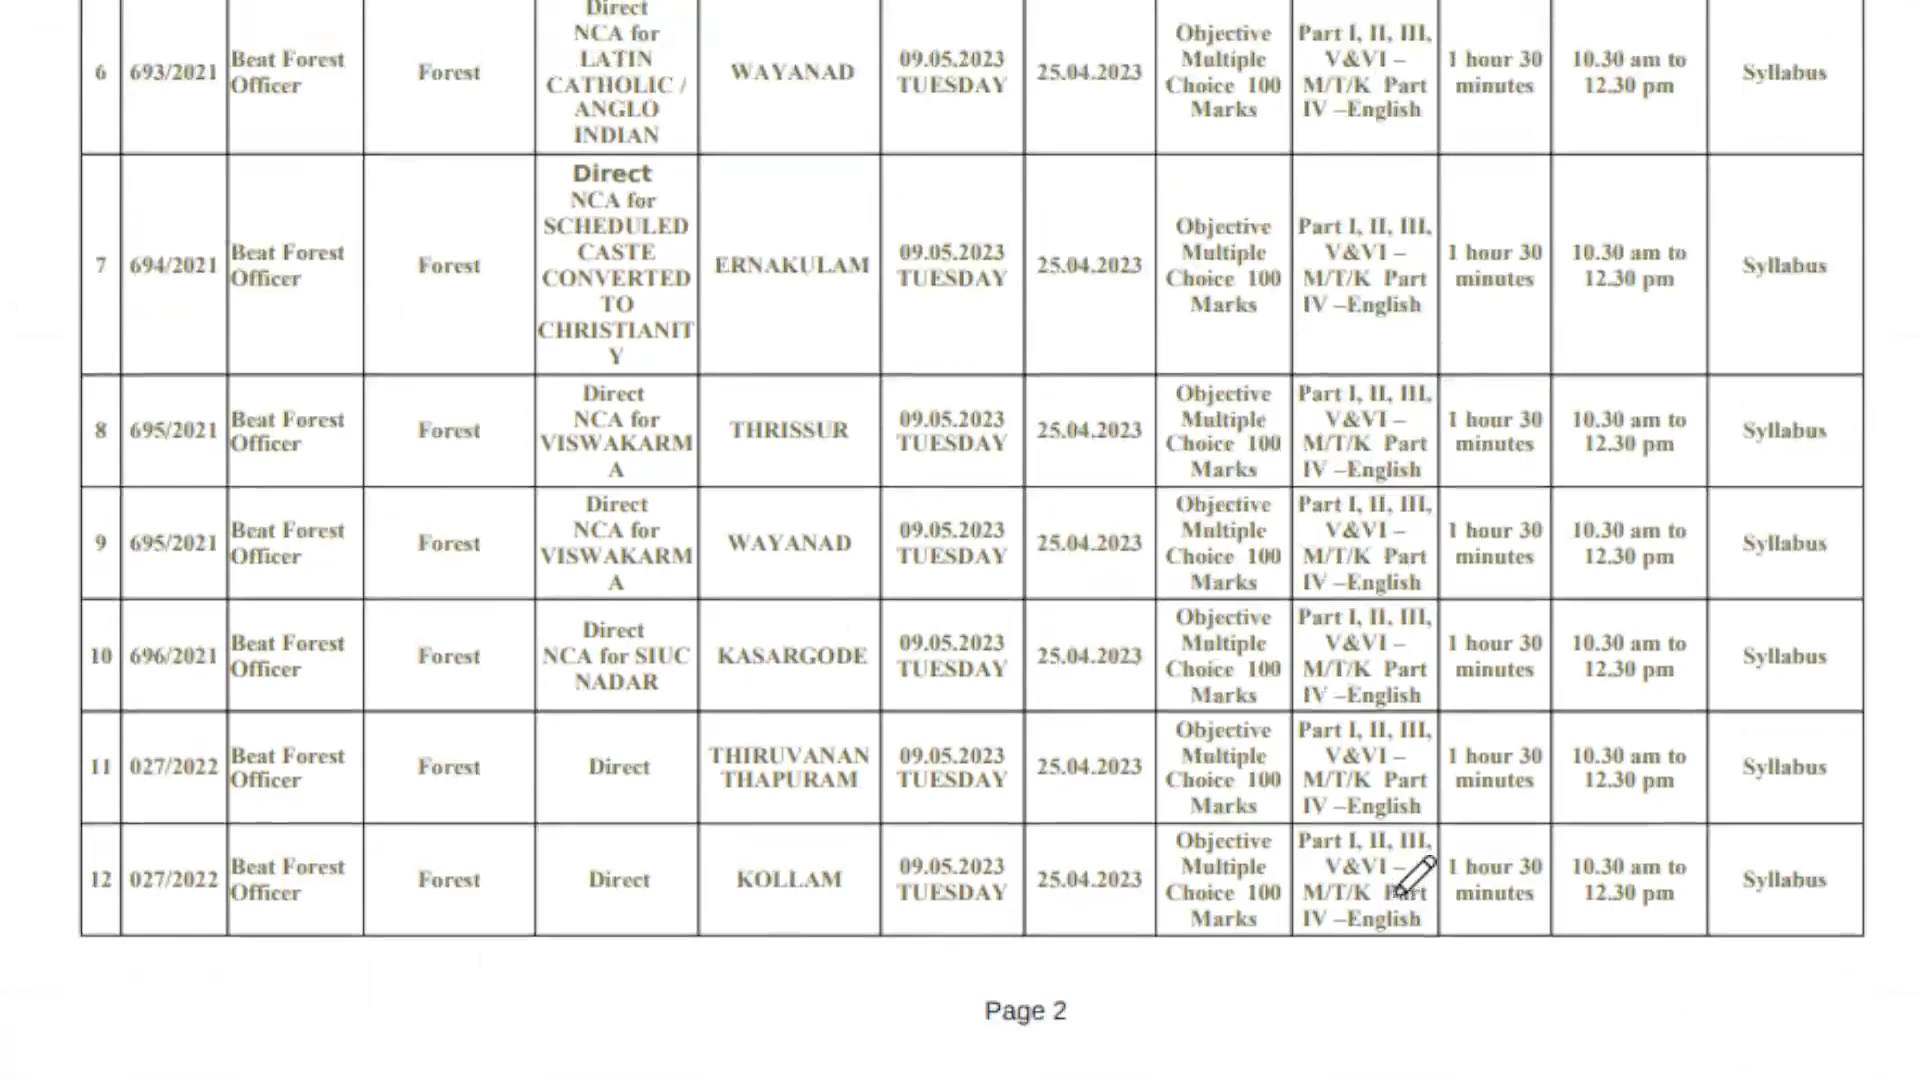 6 693/2021 Beat Forest Officer Forest Direct NCA for LATIN CATHOLIC / ANGLO INDIAN WAYANAD 09.05.2023 TUESDAY 25.04.2023 Objective Multiple Choice 100 Marks Part I, II, III, V&VI – M/T/K Part IV –English 1 hour 30 minutes 10.30 am to 12.30 pm Syllabus
7 694/2021 Beat Forest Officer Forest Direct NCA for SCHEDULED CASTE CONVERTED TO CHRISTIANIT Y ERNAKULAM 09.05.2023 TUESDAY 25.04.2023 Objective Multiple Choice 100 Marks Part I, II, III, V&VI – M/T/K Part IV –English 1 hour 30 minutes 10.30 am to 12.30 pm Syllabus
8 695/2021 Beat Forest Officer Forest Direct NCA for VISWAKARM A THRISSUR 09.05.2023 TUESDAY 25.04.2023 Objective Multiple Choice 100 Marks Part I, II, III, V&VI – M/T/K Part IV –English 1 hour 30 minutes 10.30 am to 12.30 pm Syllabus
9 695/2021 Beat Forest Officer Forest Direct NCA for VISWAKARM A WAYANAD 09.05.2023 TUESDAY 25.04.2023 Objective Multiple Choice 100 Marks Part I, II, III, V&VI – M/T/K Part IV –English 1 hour 30 minutes 10.30 am to 12.30 pm Syllabus
10 696/2021 Beat Forest Officer Forest Direct NCA for SIUC NADAR KASARGODE 09.05.2023 TUESDAY 25.04.2023 Objective Multiple Choice 100 Marks Part I, II, III, V&VI – M/T/K Part IV –English 1 hour 30 minutes 10.30 am to 12.30 pm Syllabus
11 027/2022 Beat Forest Officer Forest Direct THIRUVANAN THAPURAM 09.05.2023 TUESDAY 25.04.2023 Objective Multiple Choice 100 Marks Part I, II, III, V&VI – M/T/K Part IV –English 1 hour 30 minutes 10.30 am to 12.30 pm Syllabus
12 027/2022 Beat Forest Officer Forest Direct KOLLAM 09.05.2023 TUESDAY 25.04.2023 Objective Multiple Choice 100 Marks Part I, II, III, V&VI – M/T/K Part IV –English 1 hour 30 minutes 10.30 am to 12.30 pm Syllabus
Page 2